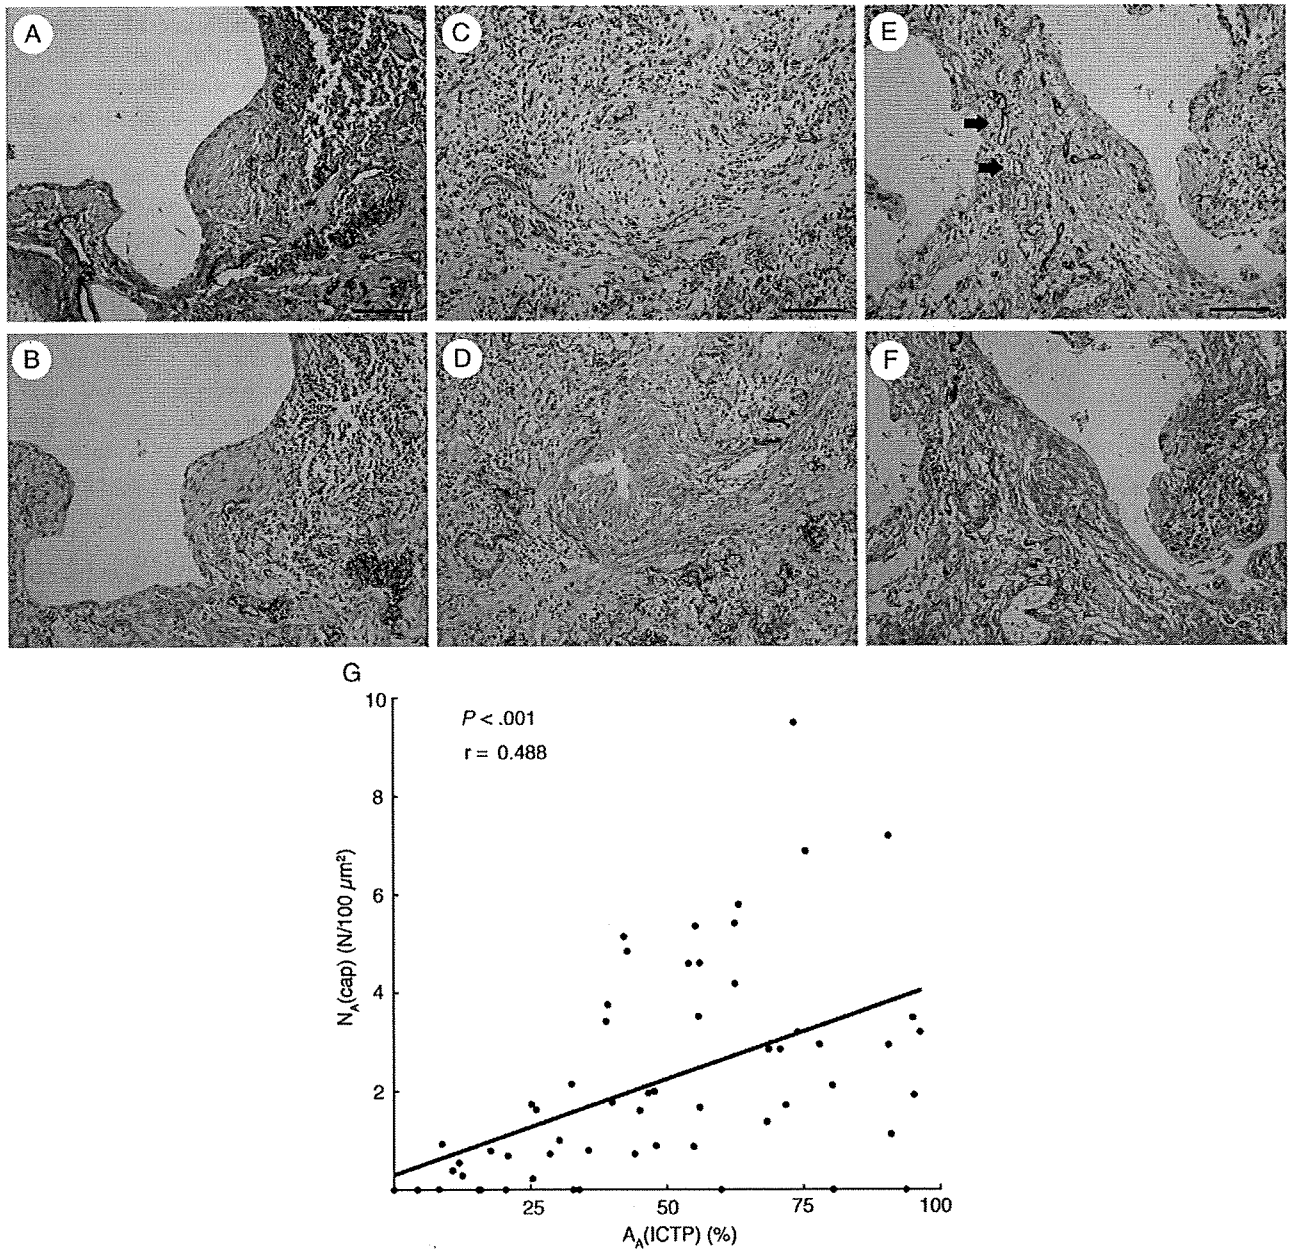 A
C
E
B
D
F
G
P < .001
r = 0.488
10
8
6
4
2
N_A(cap) (N/100 µm²)
25
50
75
100
A_A(ICTP) (%)